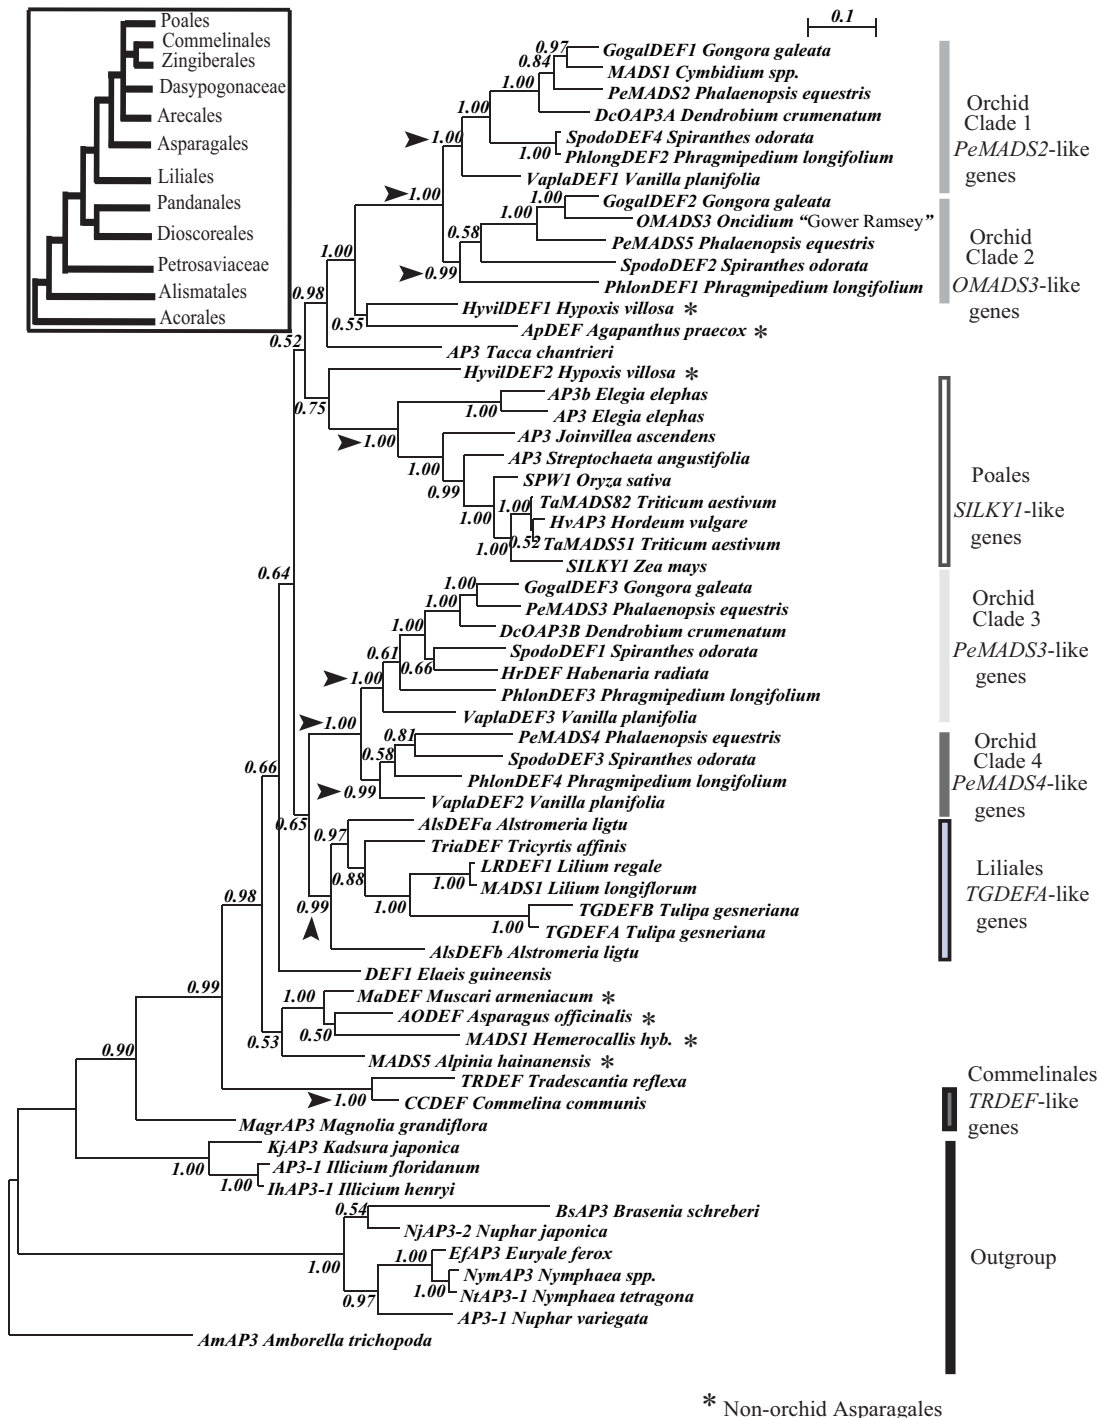 Poales
Commelinales
Zingiberales
Dasypogonaceae
Arecales
Asparagales
Liliales
Pandanales
Dioscoreales
Petrosaviaceae
Alismatales
Acorales
0.1
0.97 GogalDEF1 Gongora galeata
0.84 MADS1 Cymbidium spp.
1.00 PeMADS2 Phalaenopsis equestris
1.00 DcOAP3A Dendrobium crumenatum
1.00 SpodoDEF4 Spiranthes odorata
1.00 PhlongDEF2 Phragmipedium longifolium
VaplaDEF1 Vanilla planifolia
Orchid
Clade 1
PeMADS2-like
genes
1.00
1.00 GogalDEF2 Gongora galeata
1.00 OMADS3 Oncidium “Gower Ramsey”
0.58 PeMADS5 Phalaenopsis equestris
SpodoDEF2 Spiranthes odorata
0.99 PhlonDEF1 Phragmipedium longifolium
Orchid
Clade 2
OMADS3-like
genes
1.00
0.98 HyvilDEF1 Hypoxis villosa *
0.55 ApDEF Agapanthus praecox *
AP3 Tacca chantrieri
0.52
HyvilDEF2 Hypoxis villosa *
0.75
AP3b Elegia elephas
1.00 AP3 Elegia elephas
1.00 AP3 Joinvillea ascendens
1.00 AP3 Streptochaeta angustifolia
0.99 SPW1 Oryza sativa
1.00 TaMADS82 Triticum aestivum
1.00 HvAP3 Hordeum vulgare
1.00 0.52 TaMADS51 Triticum aestivum
SILKY1 Zea mays
Poales
SILKY1-like
genes
0.64
1.00 GogalDEF3 Gongora galeata
1.00 PeMADS3 Phalaenopsis equestris
1.00 DcOAP3B Dendrobium crumenatum
0.61 SpodoDEF1 Spiranthes odorata
0.66 HrDEF Habenaria radiata
1.00 PhlonDEF3 Phragmipedium longifolium
VaplaDEF3 Vanilla planifolia
Orchid
Clade 3
PeMADS3-like
genes
1.00
0.81 PeMADS4 Phalaenopsis equestris
0.58 SpodoDEF3 Spiranthes odorata
PhlonDEF4 Phragmipedium longifolium
0.99 VaplaDEF2 Vanilla planifolia
Orchid
Clade 4
PeMADS4-like
genes
0.66
0.65
0.97 AlsDEFa Alstromeria ligtu
TriaDEF Tricyrtis affinis
0.88 LRDEF1 Lilium regale
1.00 MADS1 Lilium longiflorum
1.00 TGDEFB Tulipa gesneriana
1.00 TGDEFA Tulipa gesneriana
0.99
AlsDEFb Alstromeria ligtu
Liliales
TGDEFA-like
genes
0.98
DEF1 Elaeis guineensis
0.99
1.00 MaDEF Muscari armeniacum *
AODEF Asparagus officinalis *
0.50 MADS1 Hemerocallis hyb. *
0.53
MADS5 Alpinia hainanensis *
0.90
TRDEF Tradescantia reflexa
1.00 CCDEF Commelina communis
Commelinales
TRDEF-like
genes
MagrAP3 Magnolia grandiflora
KjAP3 Kadsura japonica
1.00 AP3-1 Illicium floridanum
1.00 IhAP3-1 Illicium henryi
0.54 BsAP3 Brasenia schreberi
NjAP3-2 Nuphar japonica
1.00
1.00 EfAP3 Euryale ferox
NymAP3 Nymphaea spp.
1.00 NtAP3-1 Nymphaea tetragona
0.97
AP3-1 Nuphar variegata
Outgroup
AmAP3 Amborella trichopoda
* Non-orchid Asparagales